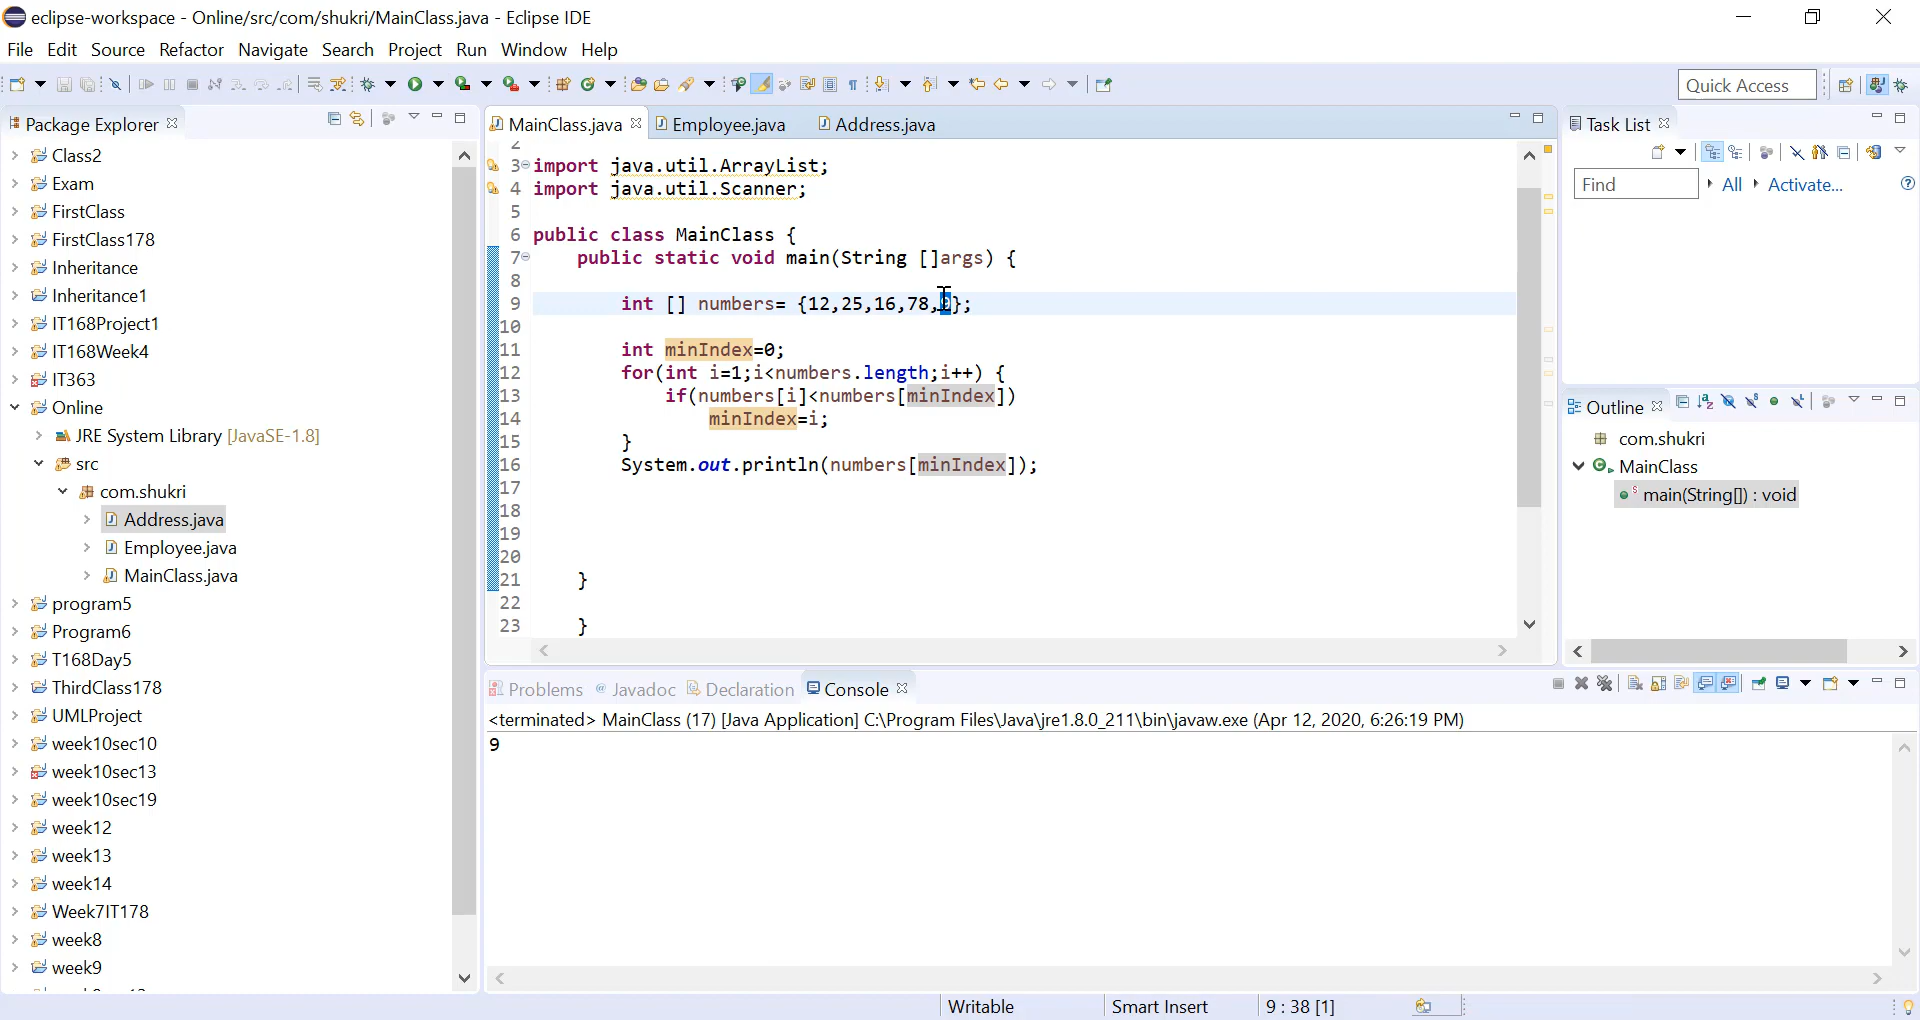 eclipse-workspace - Online/src/com/shukri/MainClass.java - Eclipse IDE
File Edit Source Refactor Navigate Search Project Run Window Help
Quick Access
Package Explorer
Class2
Exam
FirstClass
FirstClass178
Inheritance
Inheritance1
IT168Project1
IT168Week4
IT363
Online
JRE System Library [JavaSE-1.8]
src
com.shukri
Address.java
Employee.java
MainClass.java
program5
Program6
T168Day5
ThirdClass178
UMLProject
week10sec10
week10sec13
week10sec19
week12
week13
week14
Week7IT178
week8
week9
MainClass.java Employee.java Address.java
2
3 import java.util.ArrayList;
4 import java.util.Scanner;
5
6 public class MainClass {
7 public static void main(String []args) {
8
9 int [] numbers= {12,25,16,78,9};
10
11 int minIndex=0;
12 for(int i=1;i<numbers.length;i++) {
13 if(numbers[i]<numbers[minIndex])
14 minIndex=i;
15 }
16 System.out.println(numbers[minIndex]);
17
18
19
20
21 }
22
23 }
Task List
Find All Activate...
Outline
com.shukri
MainClass
main(String[]) : void
Problems @ Javadoc Declaration Console
<terminated> MainClass (17) [Java Application] C:\Program Files\Java\jre1.8.0_211\bin\javaw.exe (Apr 12, 2020, 6:26:19 PM)
9
Writable Smart Insert 9 : 38 [1]